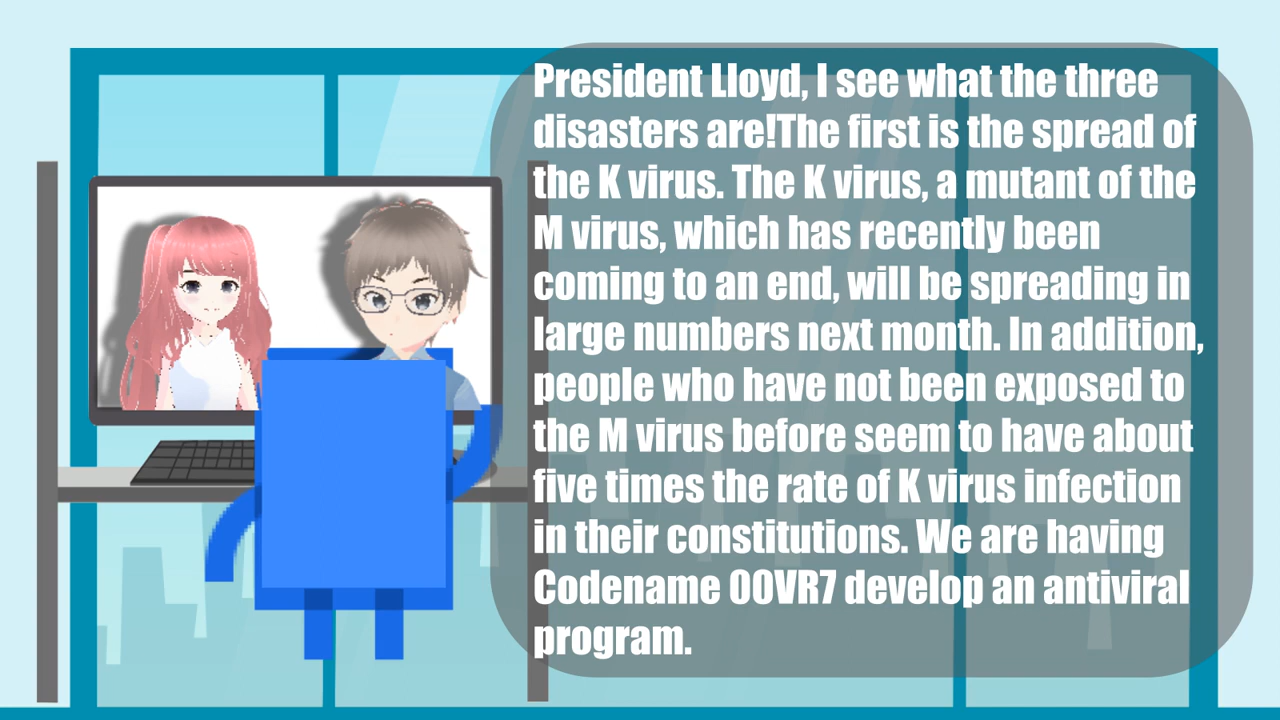 President Lloyd, I see what the three
disasters are!The first is the spread of
the K virus. The K virus, a mutant of the
M virus, which has recently been
coming to an end, will be spreading in
large numbers next month. In addition,
people who have not been exposed to
the M virus before seem to have about
five times the rate of K virus infection
in their constitutions. We are having
Codename 00VR7 develop an antiviral
program.